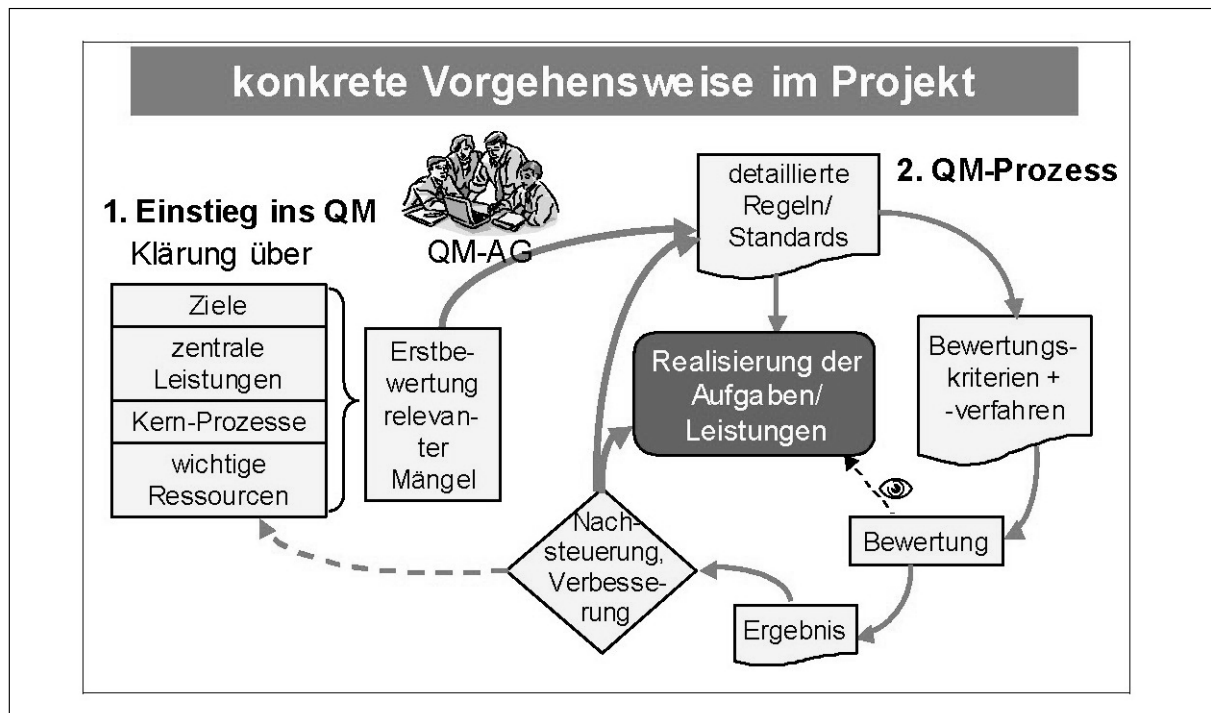 konkrete Vorgehensweise im Projekt
1. Einstieg ins QM
Klärung über
QM-AG
Ziele
zentrale
Leistungen
Kern-Prozesse
wichtige
Ressourcen
Erstbe-
wertung
relevan-
ter
Mängel
2. QM-Prozess
detaillierte
Regeln/
Standards
Realisierung der
Aufgaben/
Leistungen
Bewertungs-
kriterien +
-verfahren
Bewertung
Ergebnis
Nach-
steuerung,
Verbesse-
rung